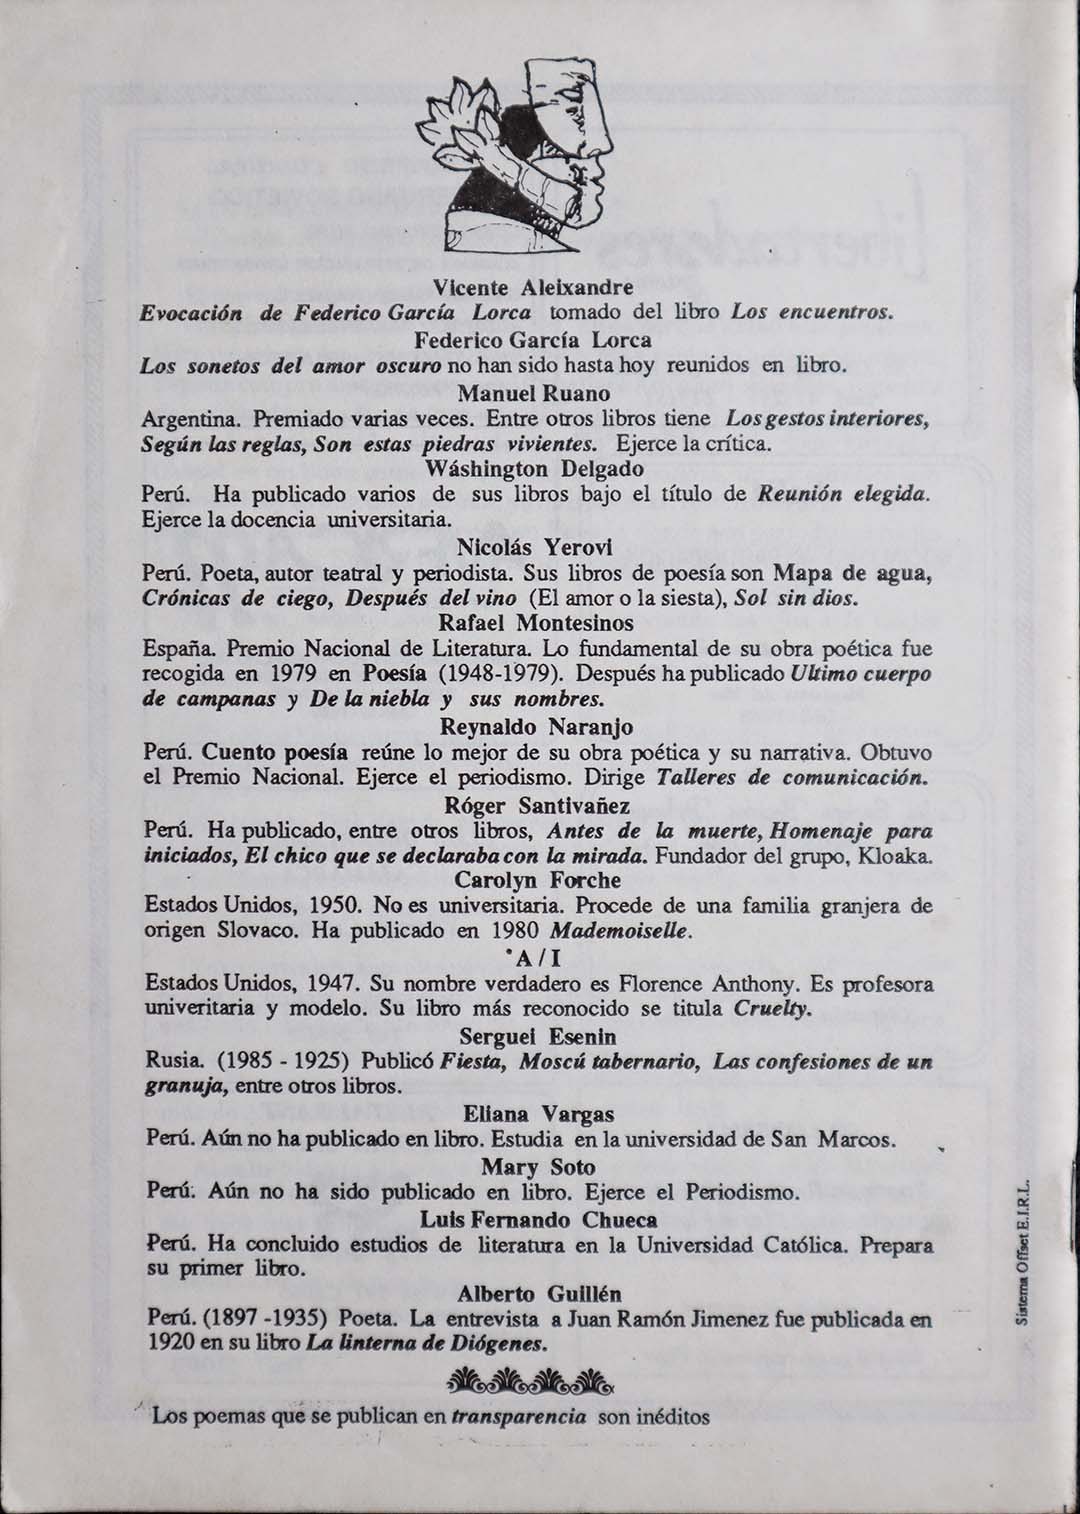 Vicente Aleixandre
Evocación de Federico García Lorca tomado del libro Los encuentros.
Federico García Lorca
Los sonetos del amor oscuro no han sido hasta hoy reunidos en libro.
Manuel Ruano
Argentina. Premiado varias veces. Entre otros libros tiene Los gestos interiores,
Según las reglas, Son estas piedras vivientes. Ejerce la crítica.
Wáshington Delgado
Perú. Ha publicado varios de sus libros bajo el título de Reunión elegida.
Ejerce la docencia universitaria.
Nicolás Yerovi
Perú. Poeta, autor teatral y periodista. Sus libros de poesía son Mapa de agua,
Crónicas de ciego, Después del vino (El amor o la siesta), Sol sin dios.
Rafael Montesinos
España. Premio Nacional de Literatura. Lo fundamental de su obra poética fue
recogida en 1979 en Poesía (1948-1979). Después ha publicado Ultimo cuerpo
de campanas y De la niebla y sus nombres.
Reynaldo Naranjo
Perú. Cuento poesía reúne lo mejor de su obra poética y su narrativa. Obtuvo
el Premio Nacional. Ejerce el periodismo. Dirige Talleres de comunicación.
Róger Santivañez
Perú. Ha publicado, entre otros libros, Antes de la muerte, Homenaje para
iniciados, El chico que se declaraba con la mirada. Fundador del grupo, Kloaka.
Carolyn Forche
Estados Unidos, 1950. No es universitaria. Procede de una familia granjera de
origen Slovaco. Ha publicado en 1980 Mademoiselle.
A / I
Estados Unidos, 1947. Su nombre verdadero es Florence Anthony. Es profesora
univeritaria y modelo. Su libro más reconocido se titula Cruelty.
Serguei Esenin
Rusia. (1985 - 1925) Publicó Fiesta, Moscú tabernario, Las confesiones de un
granuja, entre otros libros.
Eliana Vargas
Perú. Aún no ha publicado en libro. Estudia en la universidad de San Marcos.
Mary Soto
Perú. Aún no ha sido publicado en libro. Ejerce el Periodismo.
Luis Fernando Chueca
Perú. Ha concluido estudios de literatura en la Universidad Católica. Prepara
su primer libro.
Alberto Guillén
Perú. (1897 -1935) Poeta. La entrevista a Juan Ramón Jimenez fue publicada en
1920 en su libro La linterna de Diógenes.
Los poemas que se publican en transparencia son inéditos
Sistema Offset E.I.R.L.